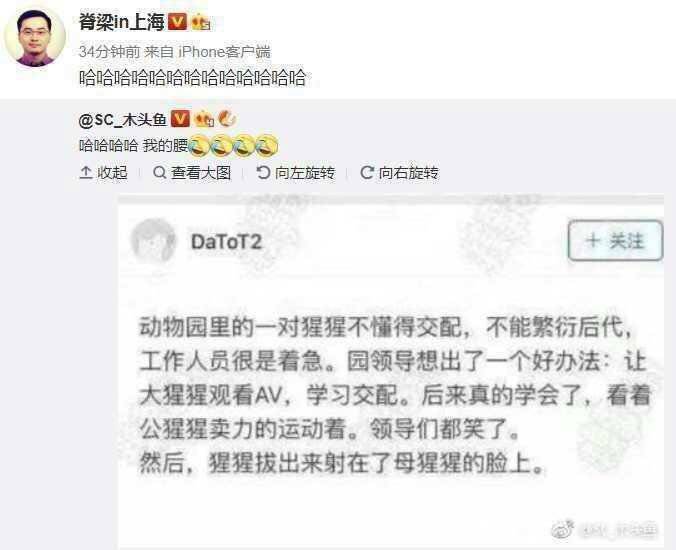 脊梁in上海
34分钟前 来自 iPhone客户端
哈哈哈哈哈哈哈哈哈哈哈哈哈
@SC_木头鱼
哈哈哈哈 我的腰
收起 查看大图 向左旋转 向右旋转
DaToT2
+ 关注
动物园里的一对猩猩不懂得交配，不能繁衍后代，
工作人员很是着急。园领导想出了一个好办法：让
大猩猩观看AV，学习交配。后来真的学会了，看着
公猩猩卖力的运动着。领导们都笑了。
然后，猩猩拔出来射在了母猩猩的脸上。
@SC_木头鱼